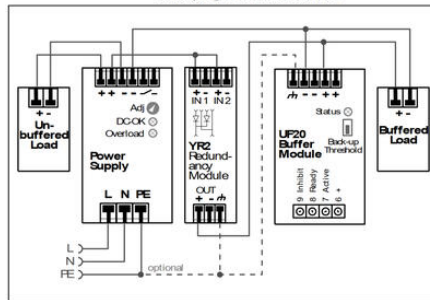 + + - -
+ -
Un-
buffered
Load
Adj
DC-OK
Overload
Power
Supply
L N PE
+ - + -
IN 1 IN 2
YR2
Redund-
ancy
Module
OUT
+ - -
- - + +
Status
UF20
Buffer
Module
Back-up
Threshold
9 Inhibit
8 Ready
7 Active
6 +
+ -
Buffered
Load
L
N
PE
optional